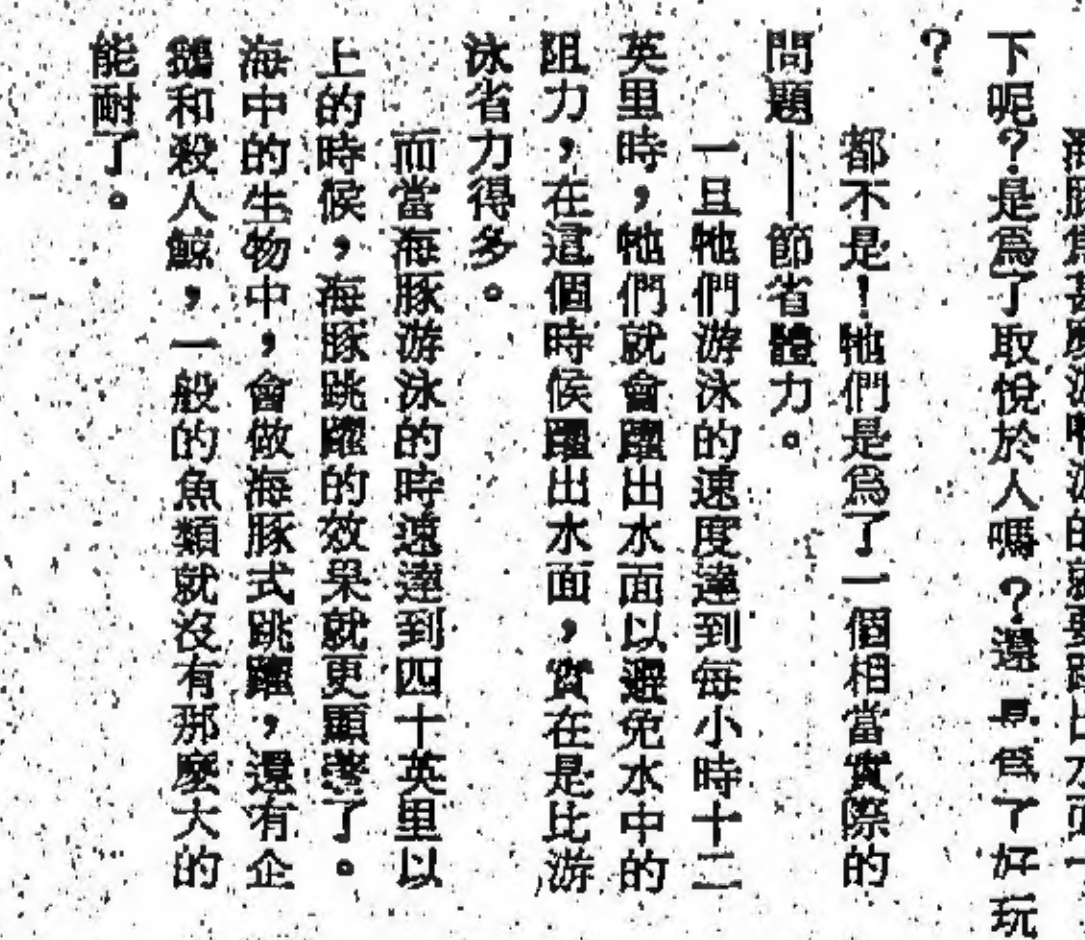 下呢？是爲了取悅於人嗎？還是爲了好玩
？
都不是！牠們是爲了一個相當實際的
問題——節省體力。
一旦牠們游泳的速度達到每小時十二
英里時，牠們就會躍出水面以避免水中的
阻力，在這個時候躍出水面，實在是比游
泳省力得多。
而當海豚游泳的時速達到四十英里以
上的時候，海豚跳躍的效果就更顯著了。
海中的生物中，會做海豚式跳躍，還有企
鵝和殺人鯨，一般的魚類就沒有那麼大的
能耐了。